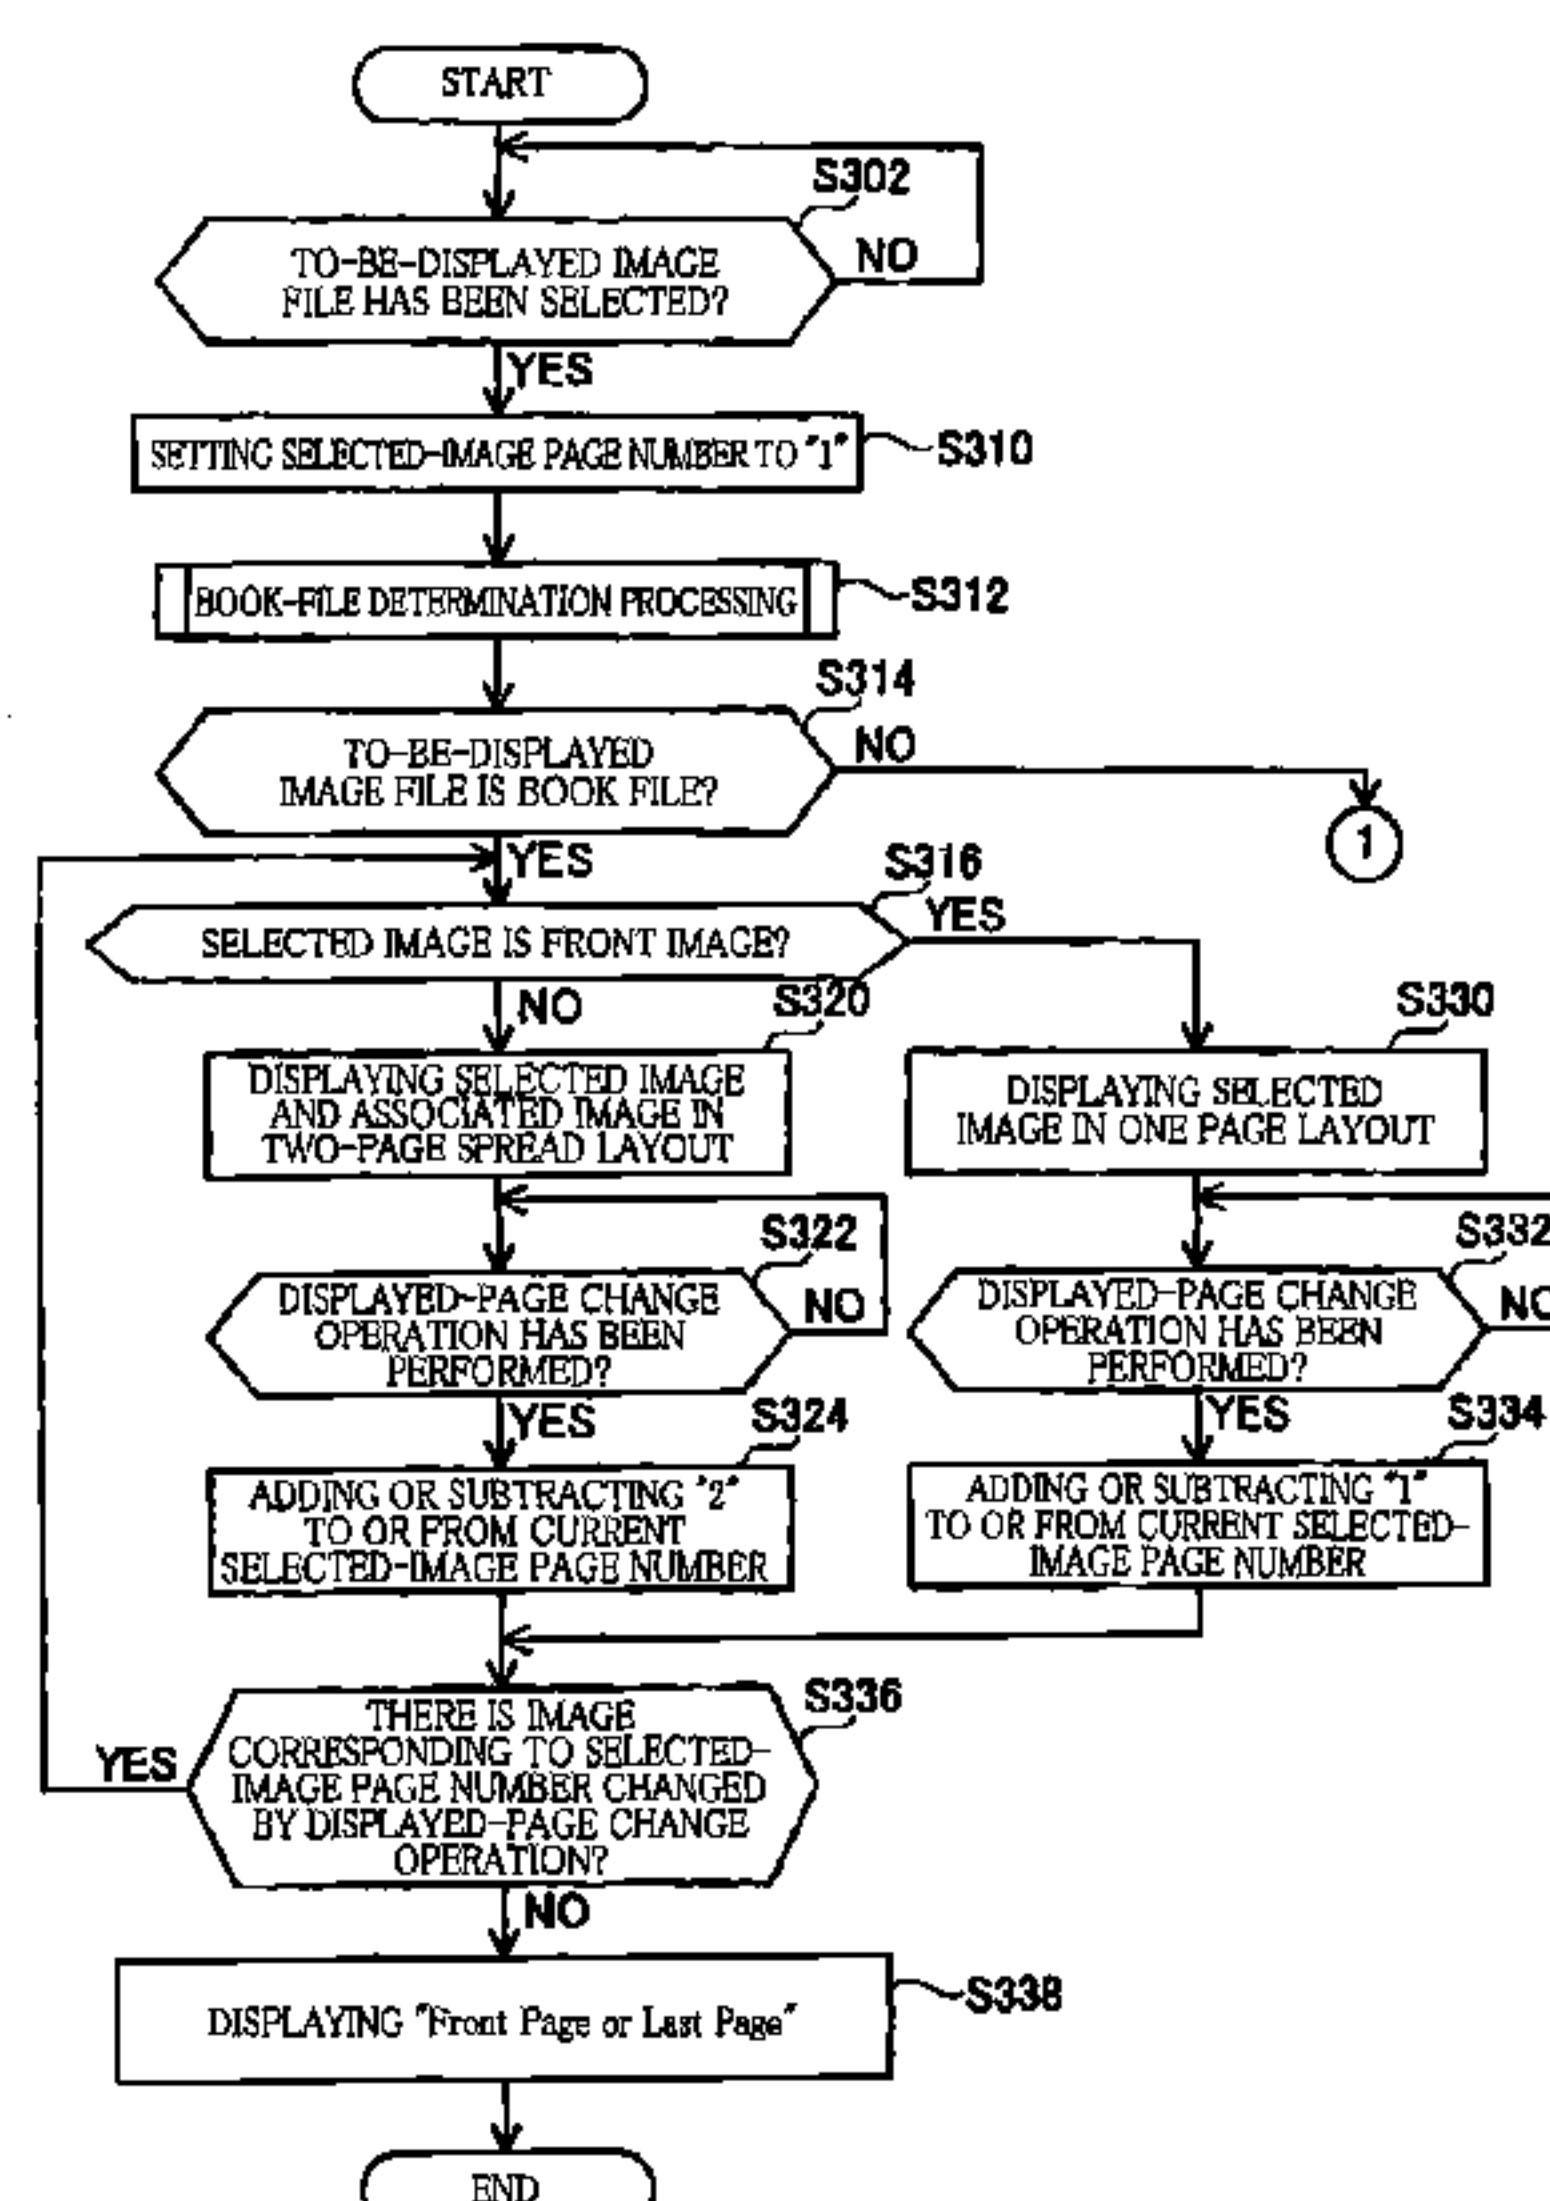 START
S302
TO-BE-DISPLAYED IMAGE
FILE HAS BEEN SELECTED?
NO
YES
SETTING SELECTED-IMAGE PAGE NUMBER TO "1"
S310
BOOK-FILE DETERMINATION PROCESSING
S312
S314
TO-BE-DISPLAYED
IMAGE FILE IS BOOK FILE?
NO
1
YES
S316
SELECTED IMAGE IS FRONT IMAGE?
YES
NO
S320
DISPLAYING SELECTED IMAGE
AND ASSOCIATED IMAGE IN
TWO-PAGE SPREAD LAYOUT
S330
DISPLAYING SELECTED
IMAGE IN ONE PAGE LAYOUT
S322
DISPLAYED-PAGE CHANGE
OPERATION HAS BEEN
PERFORMED?
NO
YES
S332
DISPLAYED-PAGE CHANGE
OPERATION HAS BEEN
PERFORMED?
NO
YES
S324
ADDING OR SUBTRACTING "2"
TO OR FROM CURRENT
SELECTED-IMAGE PAGE NUMBER
S334
ADDING OR SUBTRACTING "1"
TO OR FROM CURRENT SELECTED-
IMAGE PAGE NUMBER
S336
THERE IS IMAGE
CORRESPONDING TO SELECTED-
IMAGE PAGE NUMBER CHANGED
BY DISPLAYED-PAGE CHANGE
OPERATION?
YES
NO
DISPLAYING "Front Page or Last Page"
S338
END